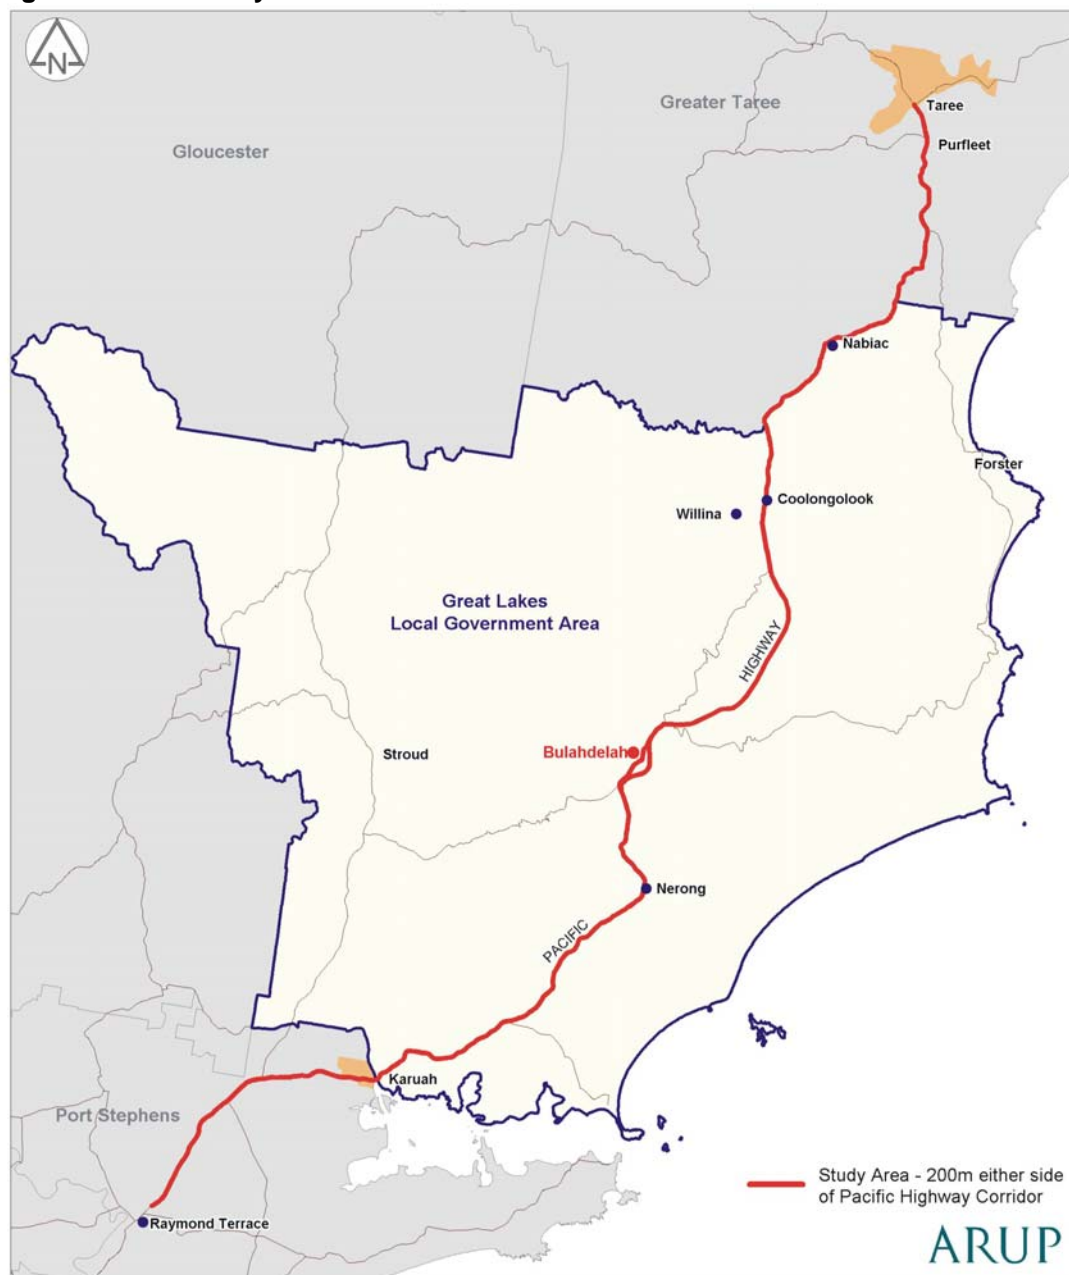 N
Greater Taree
Taree
Gloucester
Purfleet
Nabiac
Forster
Coolongolook
Willina
Great Lakes
Local Government Area
HIGHWAY
Bulahdelah
Stroud
Nerong
PACIFIC
Karuah
Port Stephens
Study Area - 200m either side
of Pacific Highway Corridor
Raymond Terrace
ARUP